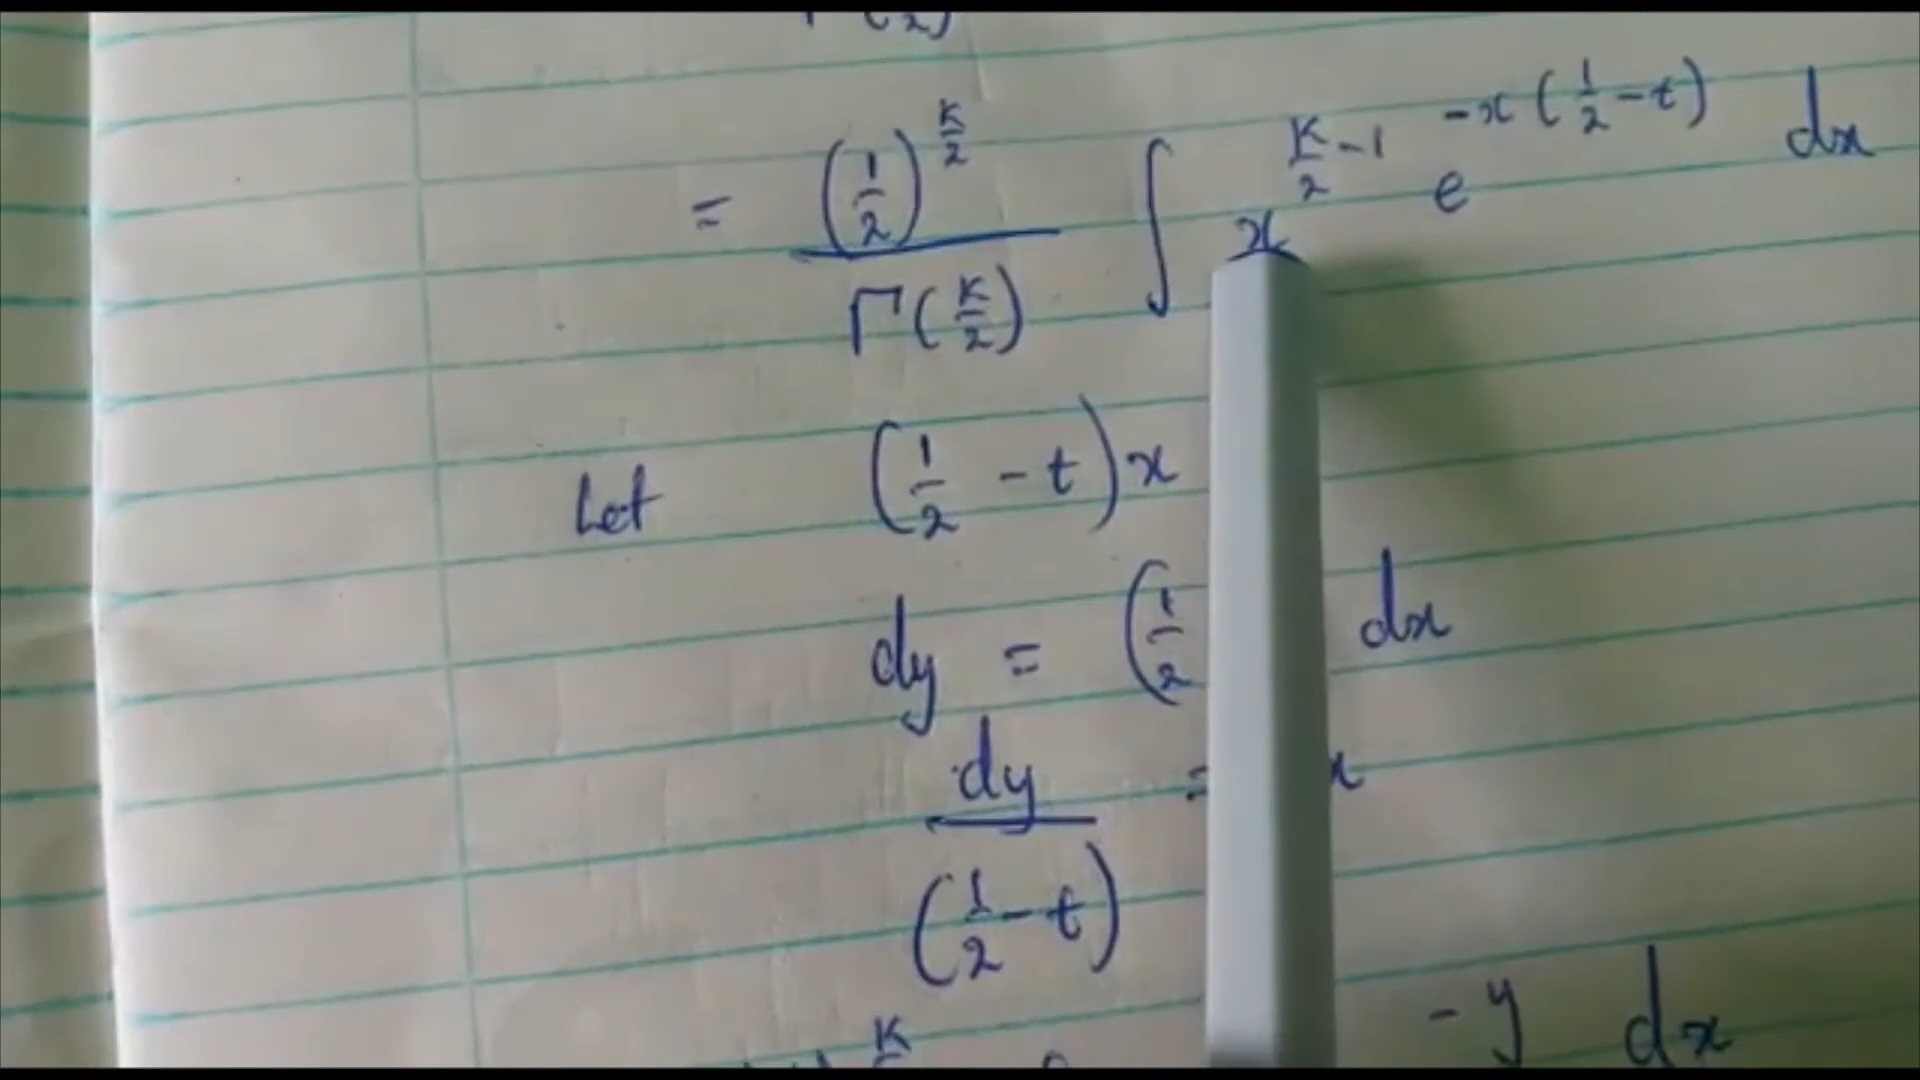 = (1/2)^(K/2) / Γ(K/2) ∫ x^(K/2 - 1) e^(-x(1/2 - t)) dx
Let (1/2 - t)x
dy = (1/2 dx
dy / (1/2 - t) = x
K - y dx